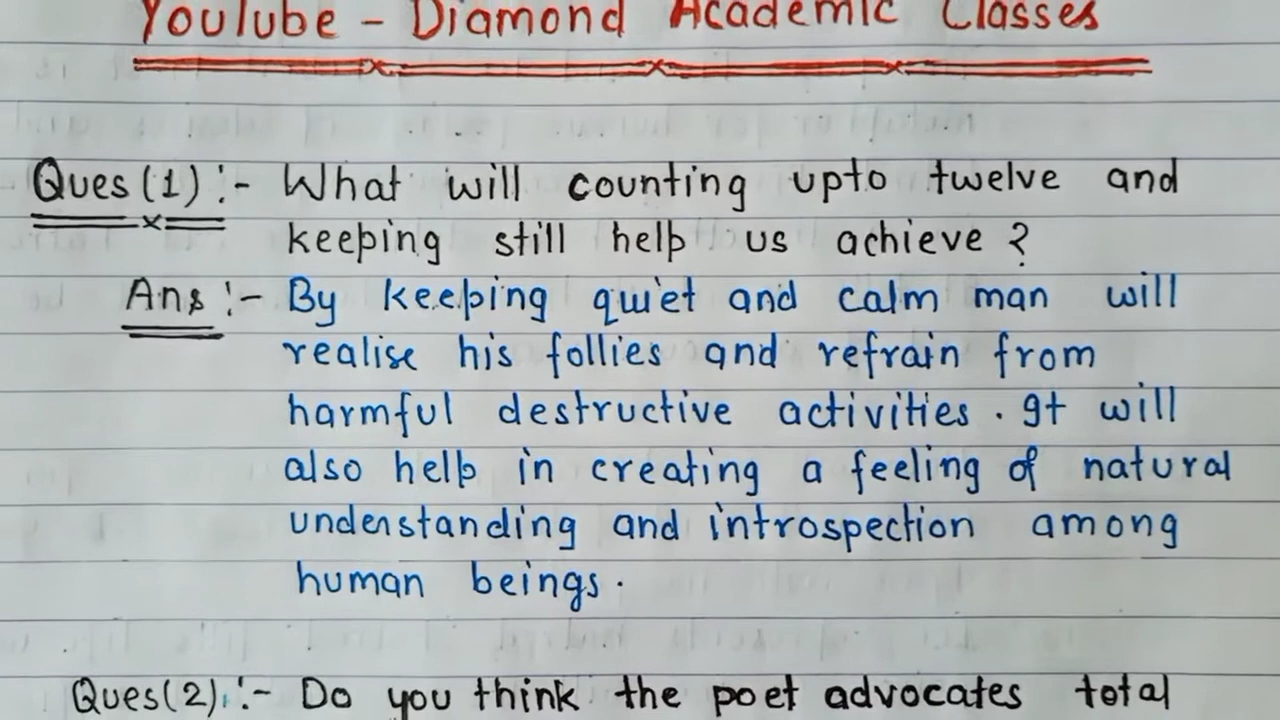 YouTube - Diamond Academic Classes
Ques (1) :- What will counting upto twelve and
keeping still help us achieve ?
Ans :- By keeping quiet and calm man will
realise his follies and refrain from
harmful destructive activities. It will
also help in creating a feeling of natural
understanding and introspection among
human beings.
Ques(2) :- Do you think the poet advocates total